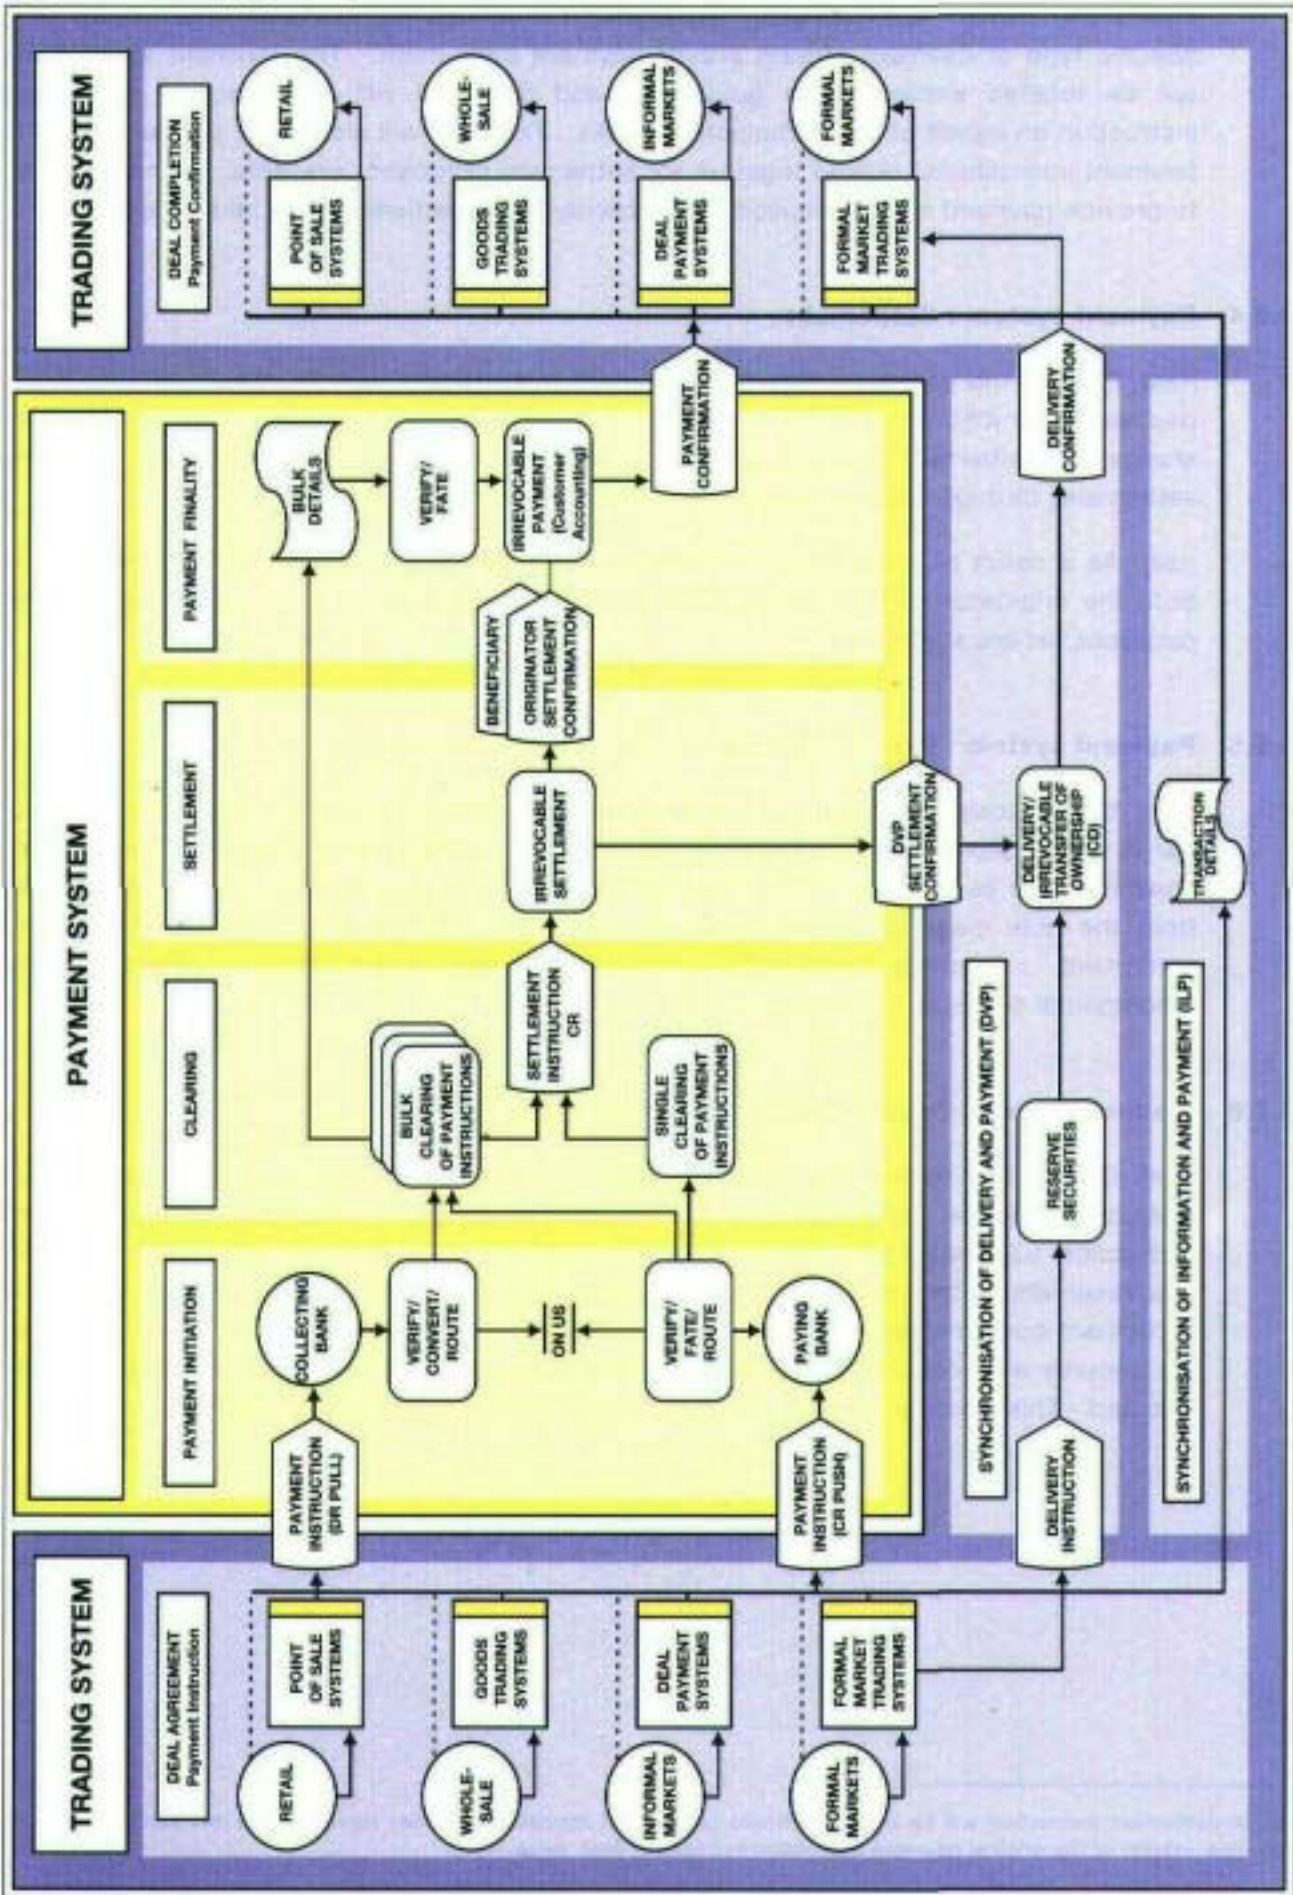 TRADING SYSTEM
PAYMENT SYSTEM
TRADING SYSTEM
DEAL AGREEMENT
Payment Instruction
PAYMENT INITIATION
CLEARING
SETTLEMENT
PAYMENT FINALITY
DEAL COMPLETION
Payment Confirmation
RETAIL
POINT
OF SALE
SYSTEMS
WHOLE-
SALE
GOODS
TRADING
SYSTEMS
INFORMAL
MARKETS
DEAL
PAYMENT
SYSTEMS
FORMAL
MARKETS
FORMAL
MARKET
TRADING
SYSTEMS
PAYMENT
INSTRUCTION
(DR PULL)
COLLECTING
BANK
VERIFY/
CONVERT/
ROUTE
ON US
VERIFY/
FATE/
ROUTE
PAYING
BANK
PAYMENT
INSTRUCTION
(CR PUSH)
BULK
CLEARING
OF PAYMENT
INSTRUCTIONS
SETTLEMENT
INSTRUCTION
CR
SINGLE
CLEARING
OF PAYMENT
INSTRUCTIONS
IRREVOCABLE
SETTLEMENT
BENEFICIARY
ORIGINATOR
SETTLEMENT
CONFIRMATION
BULK
DETAILS
VERIFY/
FATE
IRREVOCABLE
PAYMENT
(Customer
Accounting)
PAYMENT
CONFIRMATION
DVP
SETTLEMENT
CONFIRMATION
SYNCHRONISATION OF DELIVERY AND PAYMENT (DVP)
DELIVERY
INSTRUCTION
RESERVE
SECURITIES
DELIVERY/
IRREVOCABLE
TRANSFER OF
OWNERSHIP
(CD)
DELIVERY
CONFIRMATION
SYNCHRONISATION OF INFORMATION AND PAYMENT (ILP)
TRANSACTION
DETAILS
RETAIL
POINT
OF SALE
SYSTEMS
WHOLE-
SALE
GOODS
TRADING
SYSTEMS
INFORMAL
MARKETS
DEAL
PAYMENT
SYSTEMS
FORMAL
MARKETS
FORMAL
MARKET
TRADING
SYSTEMS